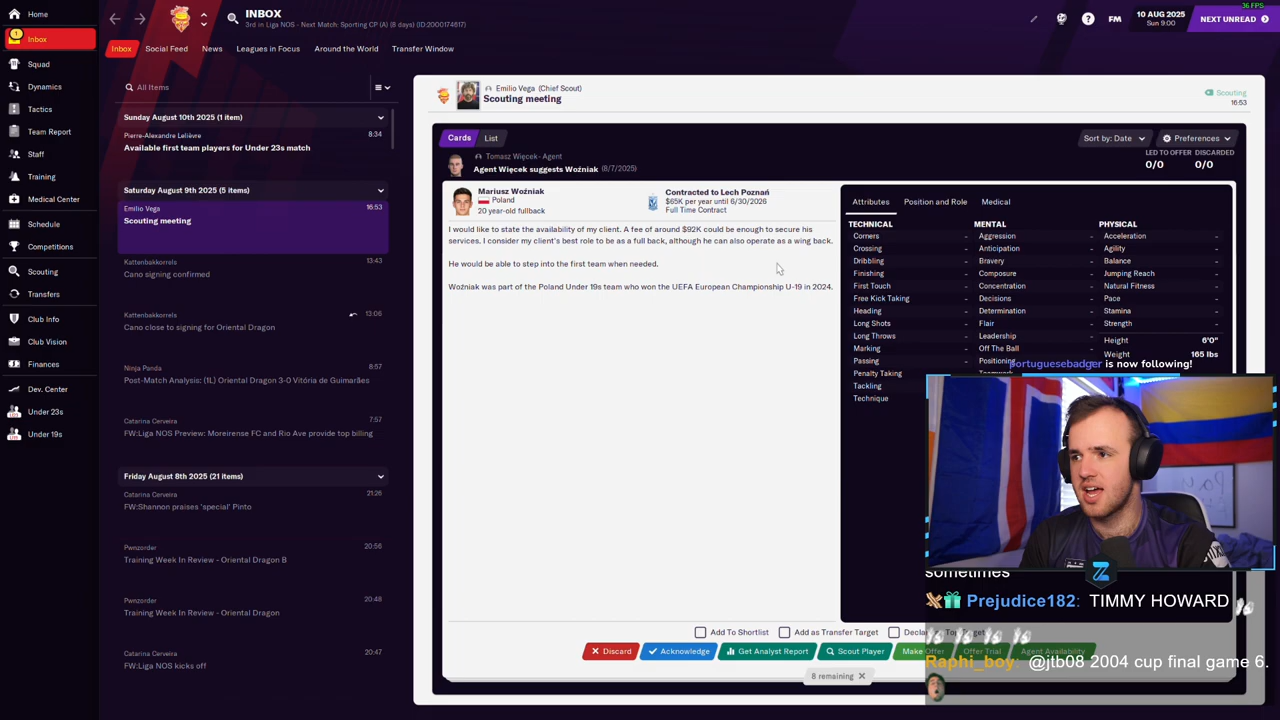 36 FPS
Home
INBOX
3rd in Liga NOS - Next Match: Sporting CP (A) (8 days) (ID:2000174617)
FM
10 AUG 2025
Sun 9:00
NEXT UNREAD
1
Inbox
Inbox
Social Feed
News
Leagues in Focus
Around the World
Transfer Window
Squad
Dynamics
Tactics
Team Report
Staff
Training
Medical Center
Schedule
Competitions
Scouting
Transfers
Club Info
Club Vision
Finances
Dev. Center
Under 23s
Under 19s
All Items
Sunday August 10th 2025 (1 item)
Pierre-Alexandre Lelièvre
8:34
Available first team players for Under 23s match
Saturday August 9th 2025 (5 items)
Emilio Vega
16:53
Scouting meeting
Kattenbakkorrels
13:43
Cano signing confirmed
Kattenbakkorrels
13:06
Cano close to signing for Oriental Dragon
Ninja Panda
8:57
Post-Match Analysis: (1L) Oriental Dragon 3-0 Vitória de Guimarães
Catarina Cerveira
7:57
FW:Liga NOS Preview: Moreirense FC and Rio Ave provide top billing
Friday August 8th 2025 (21 items)
Catarina Cerveira
21:26
FW:Shannon praises 'special' Pinto
Pwnzorder
20:56
Training Week In Review - Oriental Dragon B
Pwnzorder
20:48
Training Week In Review - Oriental Dragon
Catarina Cerveira
20:47
FW:Liga NOS kicks off
Emilio Vega (Chief Scout)
Scouting meeting
Scouting
16:53
Cards
List
Sort by: Date
Preferences
Tomasz Więcek - Agent
Agent Więcek suggests Woźniak (8/7/2025)
LED TO OFFER
DISCARDED
0/0
0/0
Mariusz Woźniak
Poland
20 year-old fullback
Contracted to Lech Poznań
$65K per year until 6/30/2026
Full Time Contract
I would like to state the availability of my client. A fee of around $92K could be enough to secure his
services. I consider my client's best role to be as a full back, although he can also operate as a wing back.
He would be able to step into the first team when needed.
Woźniak was part of the Poland Under 19s team who won the UEFA European Championship U-19 in 2024.
Attributes
Position and Role
Medical
TECHNICAL
MENTAL
PHYSICAL
Corners -
Aggression -
Acceleration -
Crossing -
Anticipation -
Agility -
Dribbling -
Bravery -
Balance -
Finishing -
Composure -
Jumping Reach -
First Touch -
Concentration -
Natural Fitness -
Free Kick Taking -
Decisions -
Pace -
Heading -
Determination -
Stamina -
Long Shots -
Flair -
Strength -
Long Throws -
Leadership -
Height 6'0"
Marking -
Off The Ball -
Weight 165 lbs
Passing -
Positioning
Penalty Taking -
Tackling -
Technique -
portuguesebadger is now following!
sometimes
Prejudice182: TIMMY HOWARD
Raphi_boy: @jtb08 2004 cup final game 6.
Add To Shortlist
Add as Transfer Target
Discard
Acknowledge
Get Analyst Report
Scout Player
Make Offer
Offer Trial
Agent Availability
8 remaining